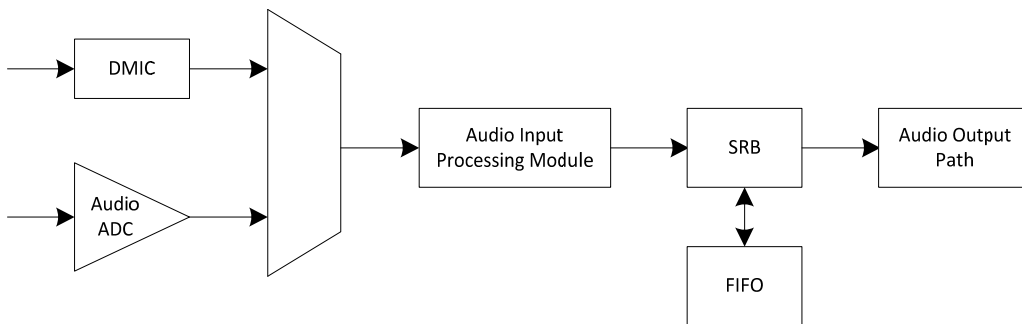 DMIC
Audio
ADC
Audio Input
Processing Module
SRB
FIFO
Audio Output
Path